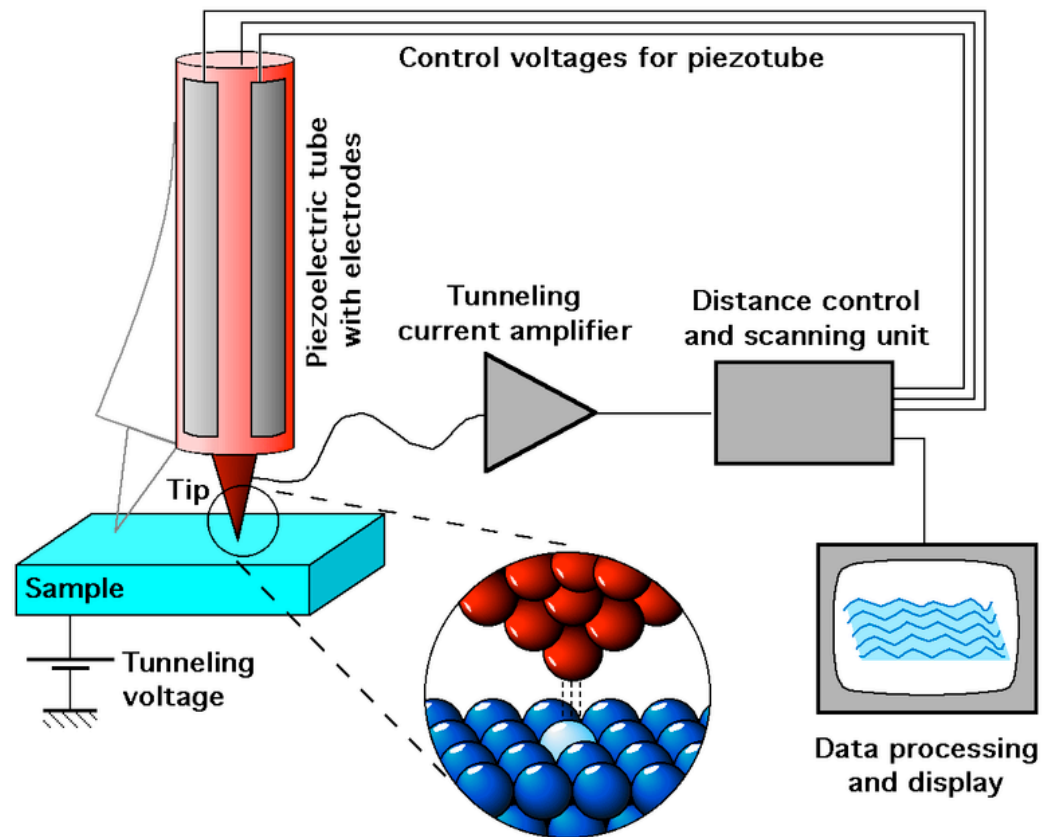 Control voltages for piezotube
Piezoelectric tube
with electrodes
Tunneling
current amplifier
Distance control
and scanning unit
Tip
Sample
Tunneling
voltage
Data processing
and display